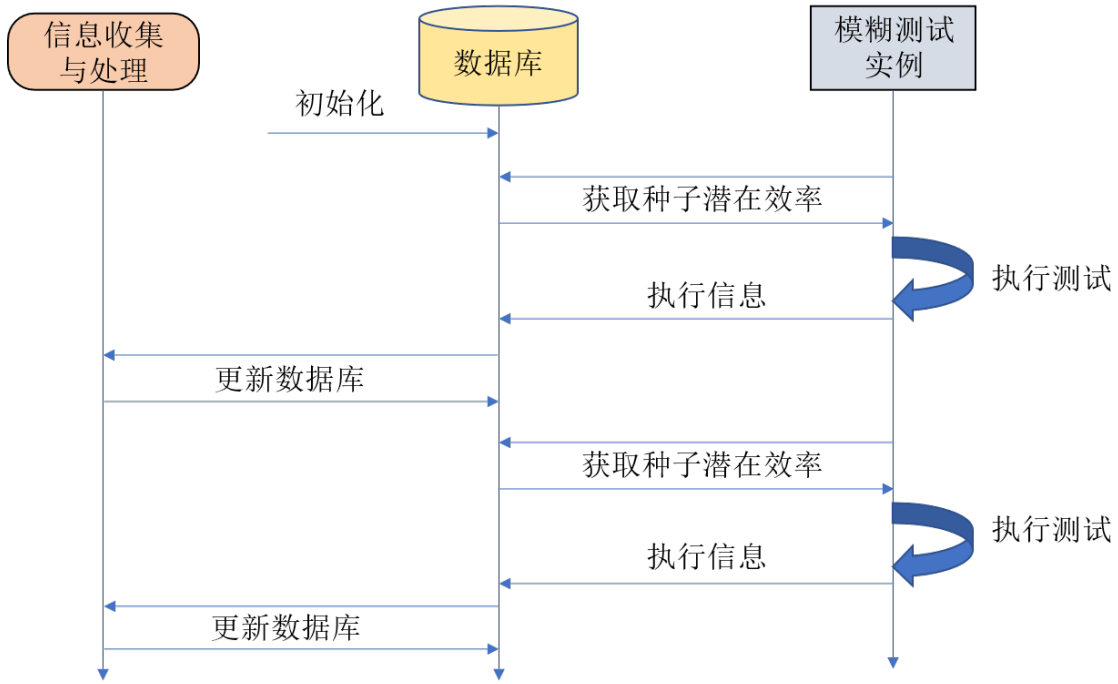 信息收集
与处理
数据库
模糊测试
实例
初始化
获取种子潜在效率
执行测试
执行信息
更新数据库
获取种子潜在效率
执行测试
执行信息
更新数据库